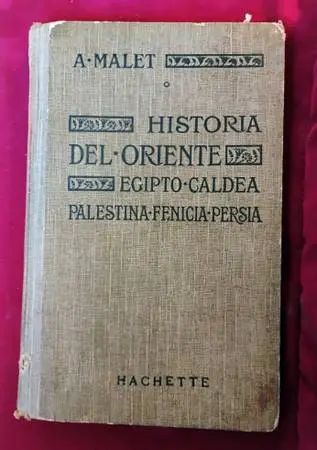 A·MALET
HISTORIA
DEL·ORIENTE
EGIPTO·CALDEA
PALESTINA·FENICIA·PERSIA
HACHETTE